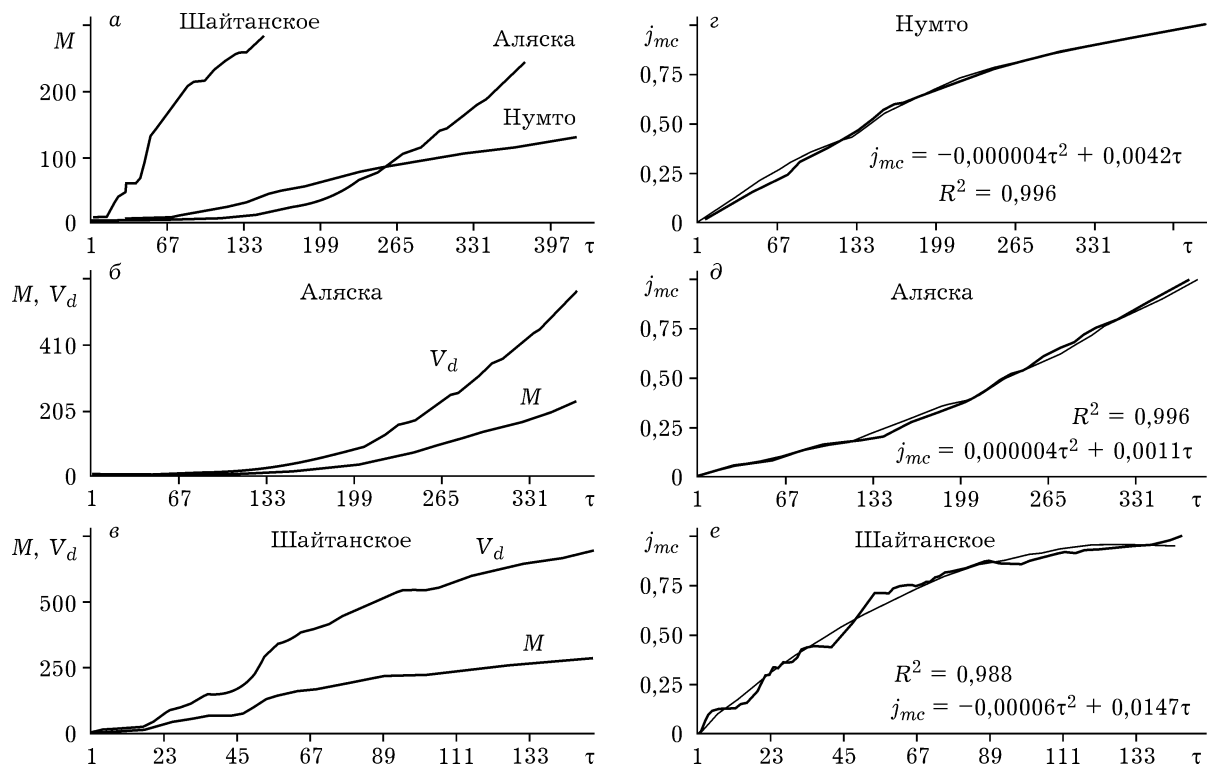 а
Шайтанское
M
Аляска
Нумто
200
100
0
1 67 133 199 265 331 397 τ
г
Нумто
j_mc
0,75
0,50
0,25
0
j_mc = −0,000004τ² + 0,0042τ
R² = 0,996
1 67 133 199 265 331 τ
б
Аляска
M, V_d
410
205
0
V_d
M
1 67 133 199 265 331 τ
д
Аляска
j_mc
0,75
0,50
0,25
0
R² = 0,996
j_mc = 0,000004τ² + 0,0011τ
1 67 133 199 265 331 τ
в
Шайтанское
M, V_d
500
250
0
V_d
M
1 23 45 67 89 111 133 τ
е
Шайтанское
j_mc
0,75
0,50
0,25
0
R² = 0,988
j_mc = −0,00006τ² + 0,0147τ
1 23 45 67 89 111 133 τ